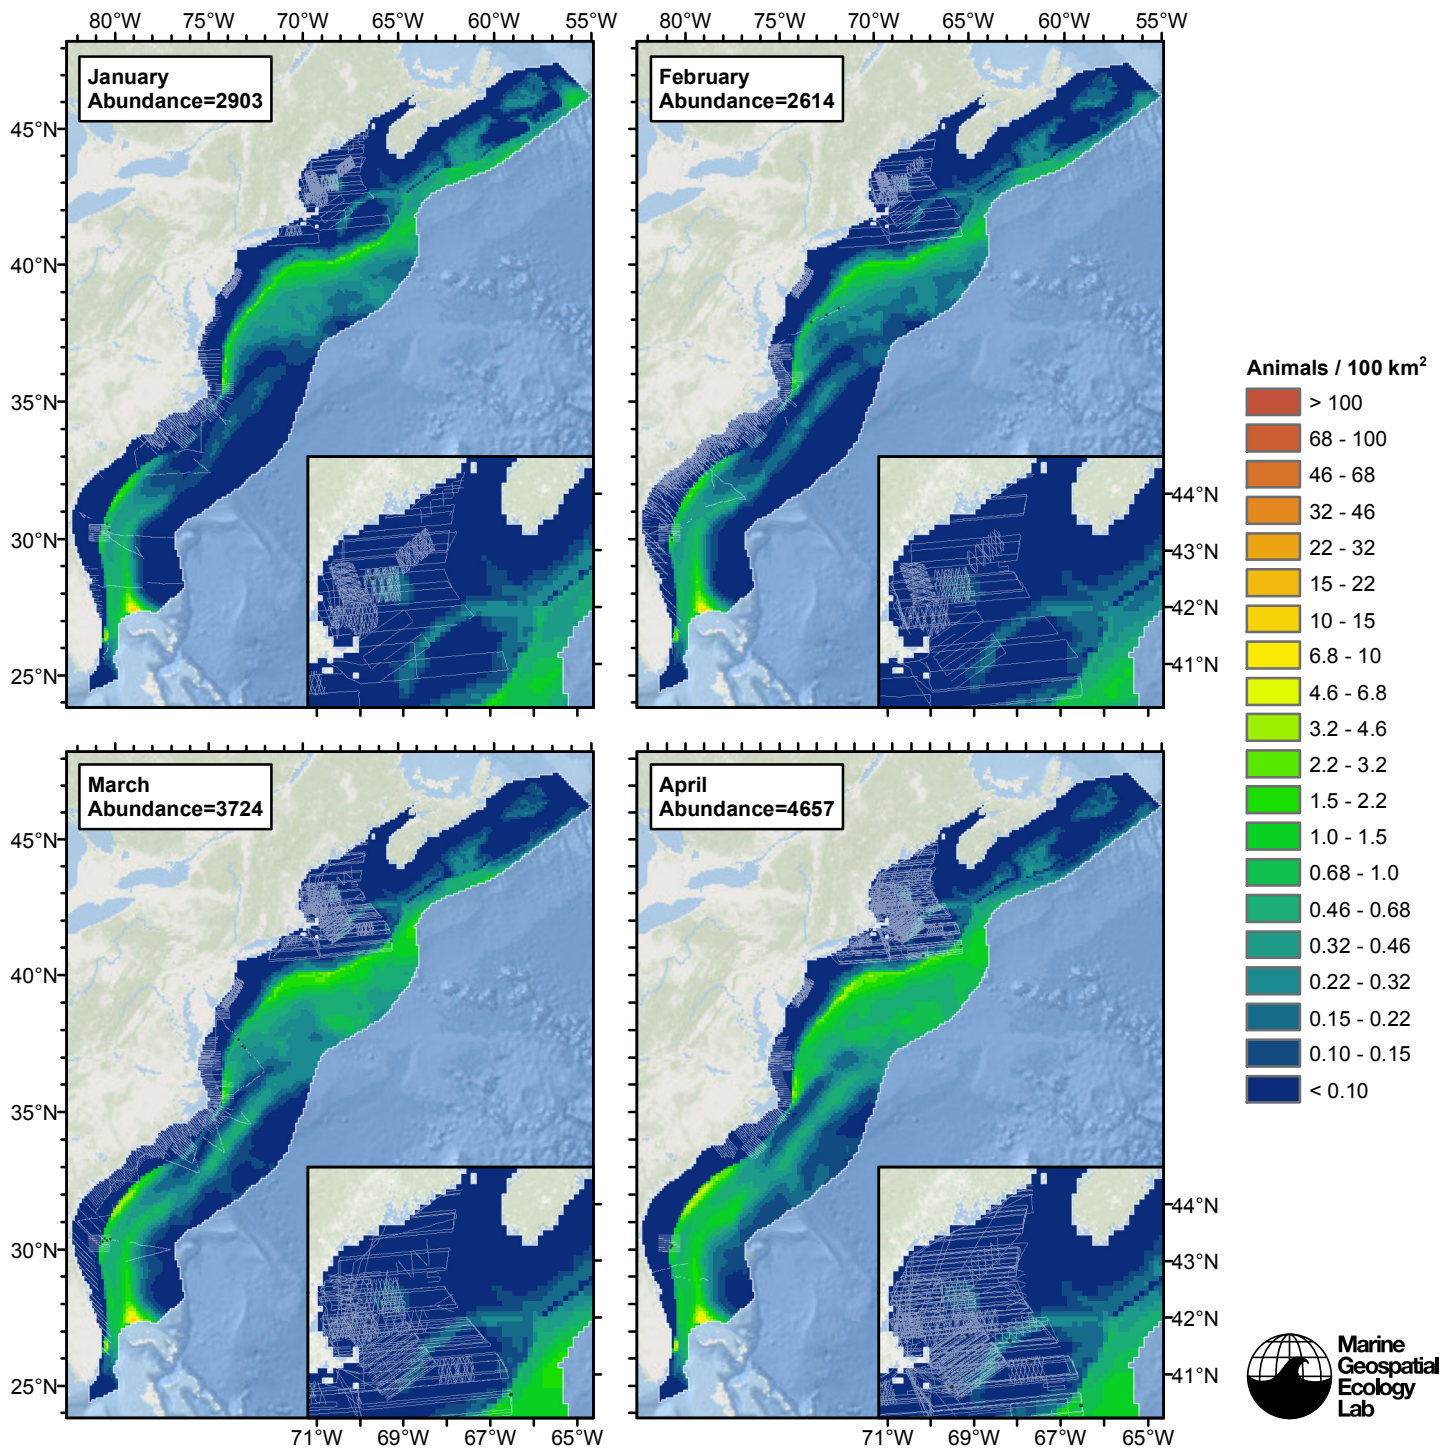 80°W 75°W 70°W 65°W 60°W 55°W
80°W 75°W 70°W 65°W 60°W 55°W
January
Abundance=2903
February
Abundance=2614
45°N
40°N
35°N
30°N
25°N
44°N
43°N
42°N
41°N
March
Abundance=3724
April
Abundance=4657
45°N
40°N
35°N
30°N
25°N
44°N
43°N
42°N
41°N
71°W 69°W 67°W 65°W
71°W 69°W 67°W 65°W
Animals / 100 km²
> 100
68 - 100
46 - 68
32 - 46
22 - 32
15 - 22
10 - 15
6.8 - 10
4.6 - 6.8
3.2 - 4.6
2.2 - 3.2
1.5 - 2.2
1.0 - 1.5
0.68 - 1.0
0.46 - 0.68
0.32 - 0.46
0.22 - 0.32
0.15 - 0.22
0.10 - 0.15
< 0.10
Marine
Geospatial
Ecology
Lab